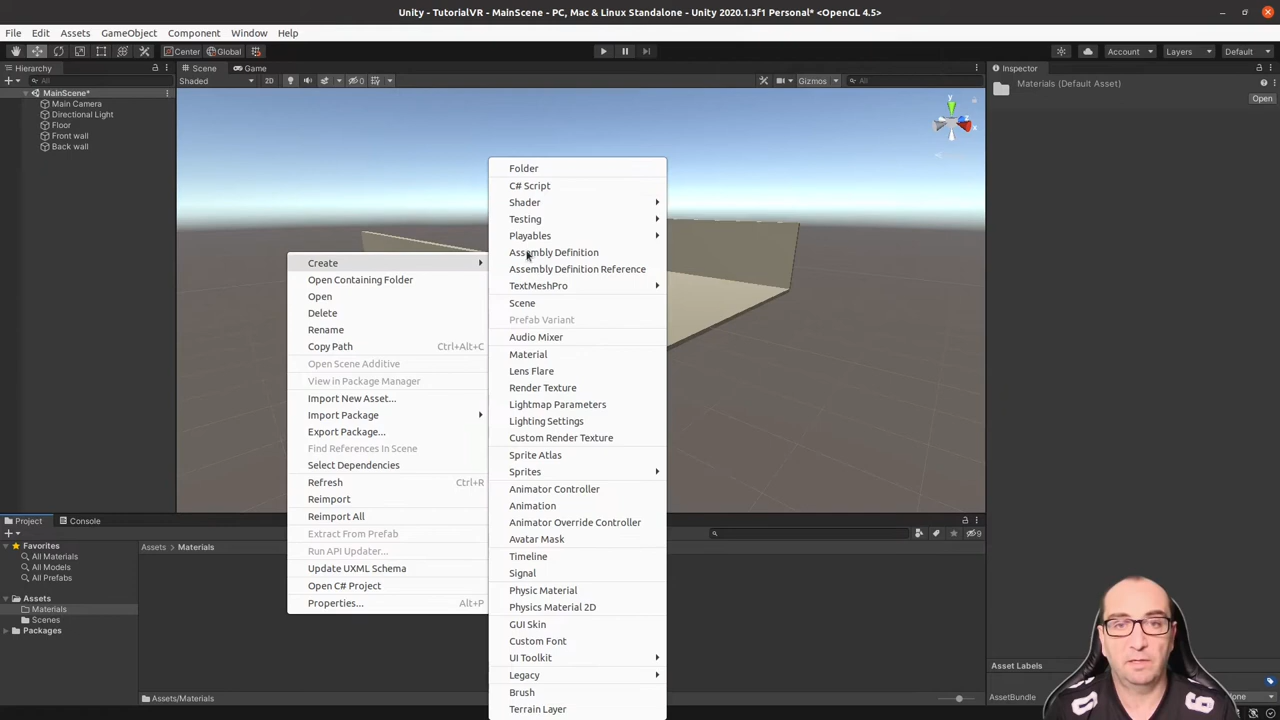 Unity - TutorialVR - MainScene - PC, Mac & Linux Standalone - Unity 2020.1.3f1 Personal* <OpenGL 4.5>
File Edit Assets GameObject Component Window Help
Center Global Account Layers Default
Hierarchy Scene Game Inspector
All Shaded 2D 0 Gizmos All Materials (Default Asset)
Open
MainScene*
Main Camera
Directional Light
Floor
Front wall
Back wall
y
x
Create
Open Containing Folder
Open
Delete
Rename
Copy Path Ctrl+Alt+C
Open Scene Additive
View in Package Manager
Import New Asset...
Import Package
Export Package...
Find References In Scene
Select Dependencies
Refresh Ctrl+R
Reimport
Reimport All
Extract From Prefab
Run API Updater...
Update UXML Schema
Open C# Project
Properties... Alt+P
Folder
C# Script
Shader
Testing
Playables
Assembly Definition
Assembly Definition Reference
TextMeshPro
Scene
Prefab Variant
Audio Mixer
Material
Lens Flare
Render Texture
Lightmap Parameters
Lighting Settings
Custom Render Texture
Sprite Atlas
Sprites
Animator Controller
Animation
Animator Override Controller
Avatar Mask
Timeline
Signal
Physic Material
Physics Material 2D
GUI Skin
Custom Font
UI Toolkit
Legacy
Brush
Terrain Layer
Project Console
9
Favorites
All Materials
All Models
All Prefabs
Assets
Materials
Scenes
Packages
Assets > Materials
Assets/Materials
Asset Labels
AssetBundle